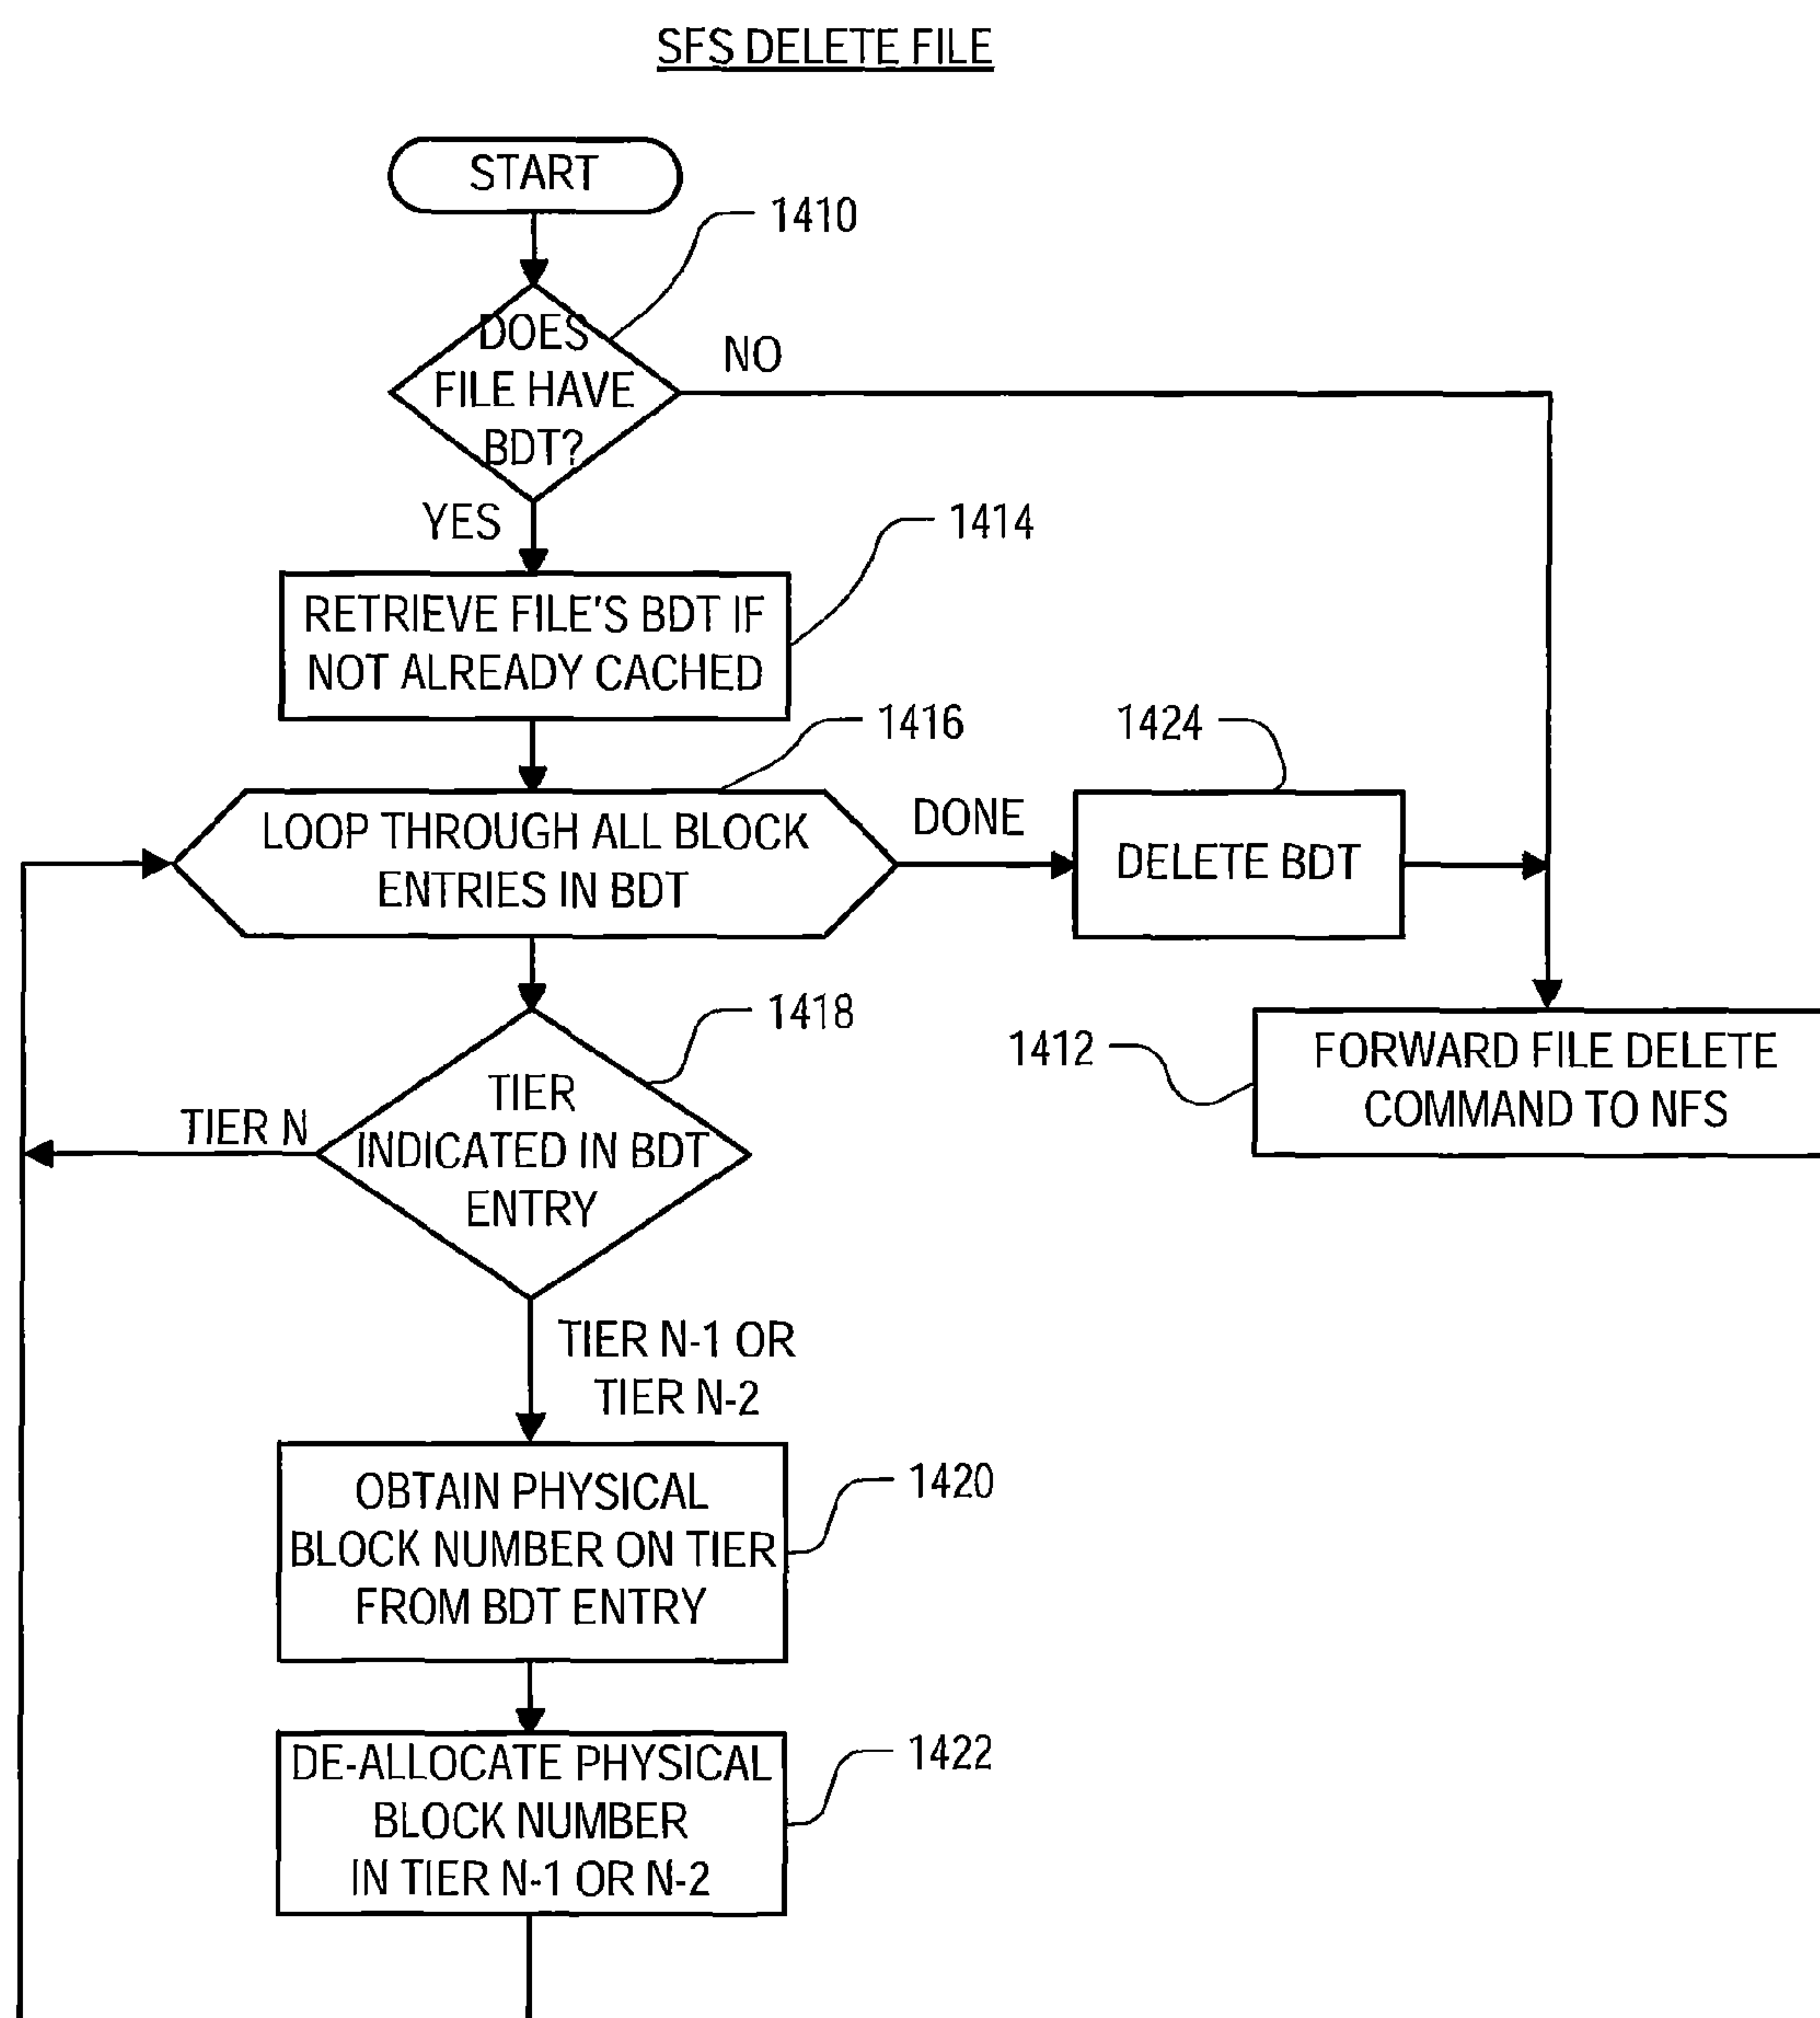 SFS DELETE FILE
START
1410
DOES
FILE HAVE
BDT?
NO
YES
1414
RETRIEVE FILE'S BDT IF
NOT ALREADY CACHED
1416
1424
LOOP THROUGH ALL BLOCK
ENTRIES IN BDT
DONE
DELETE BDT
1418
1412
FORWARD FILE DELETE
COMMAND TO NFS
TIER N
TIER
INDICATED IN BDT
ENTRY
TIER N-1 OR
TIER N-2
OBTAIN PHYSICAL
BLOCK NUMBER ON TIER
FROM BDT ENTRY
1420
DE-ALLOCATE PHYSICAL
BLOCK NUMBER
IN TIER N-1 OR N-2
1422